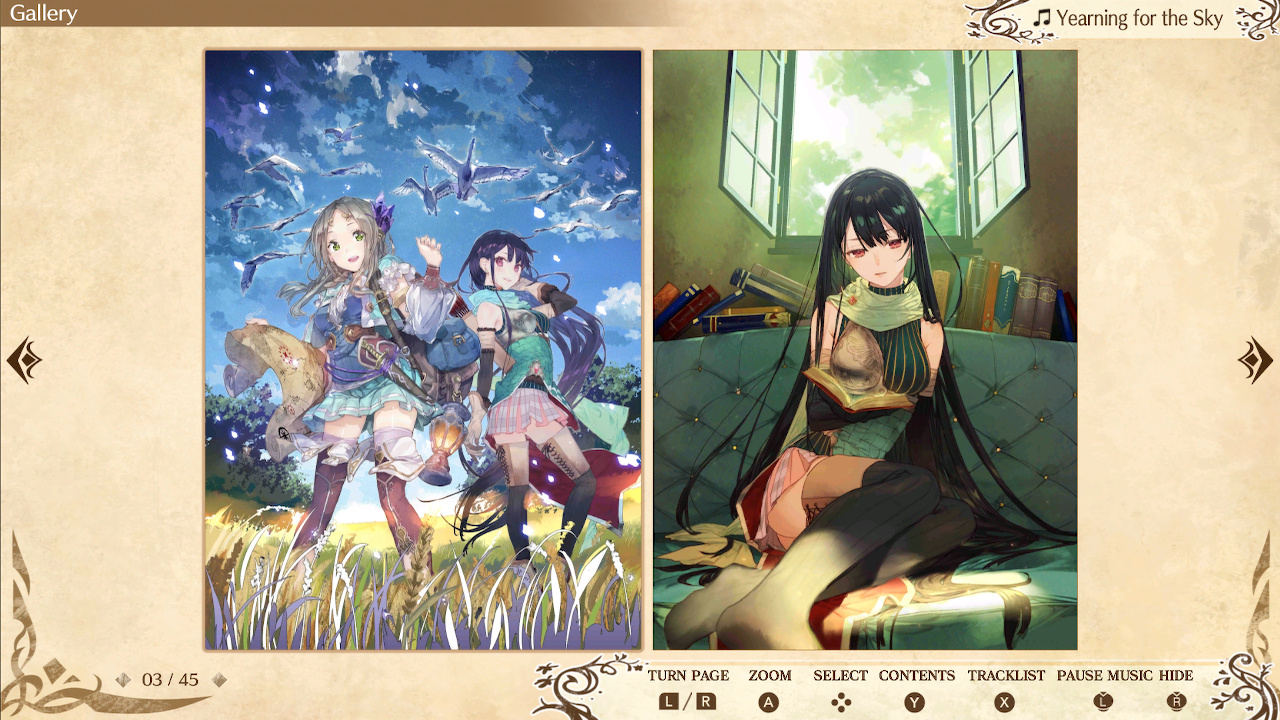 Gallery
Yearning for the Sky
03 / 45
TURN PAGE ZOOM SELECT CONTENTS TRACKLIST PAUSE MUSIC HIDE
L / R A Y X L R